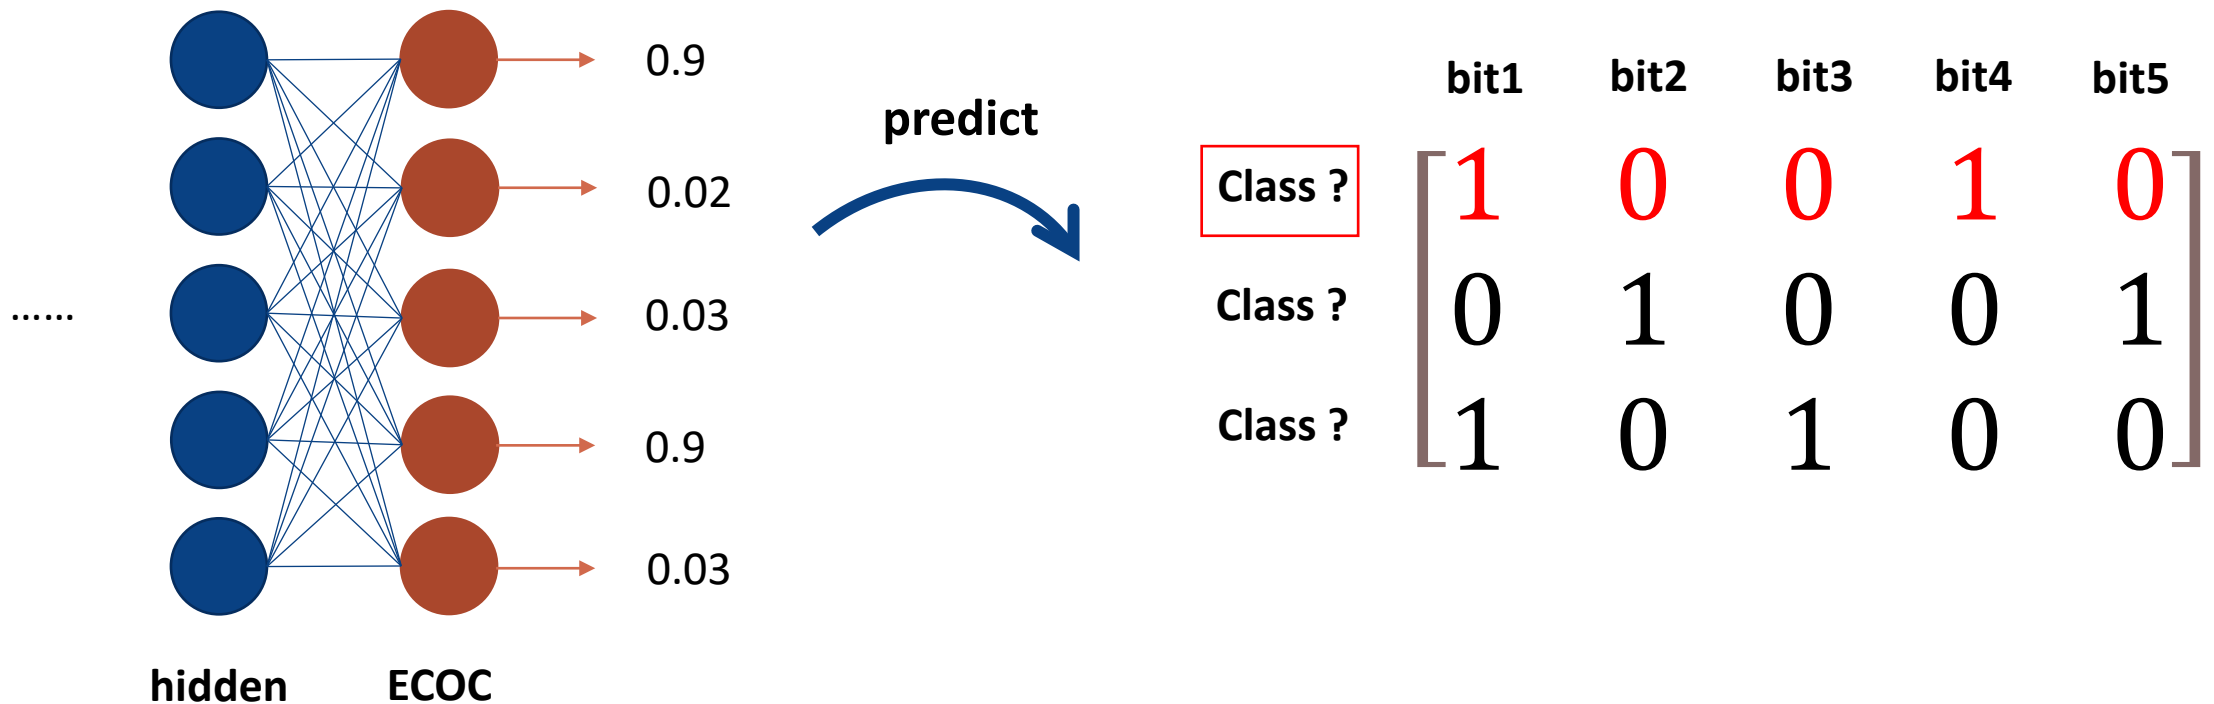 0.9
0.02
0.03
0.9
0.03
......
hidden ECOC
predict
bit1 bit2 bit3 bit4 bit5
Class ? 1 0 0 1 0
Class ? 0 1 0 0 1
Class ? 1 0 1 0 0